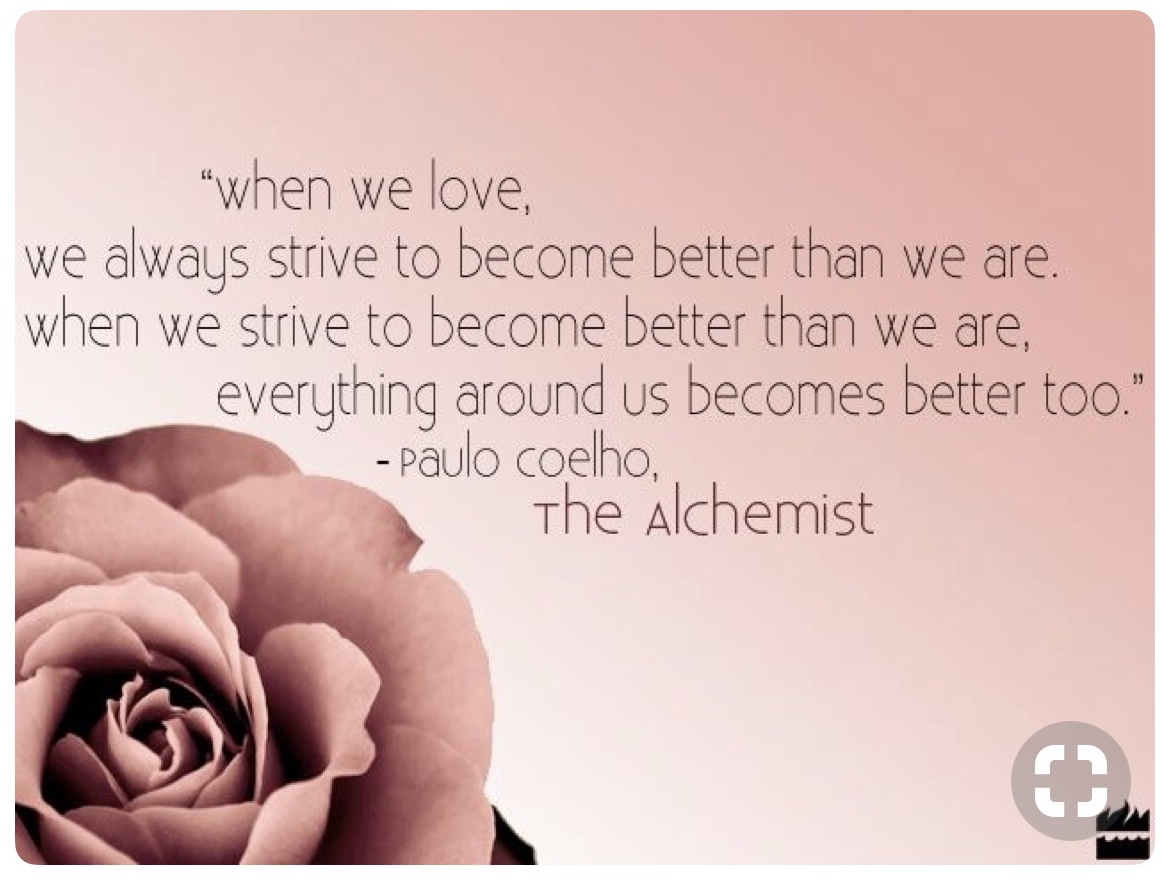 “when we love,
we always strive to become better than we are.
when we strive to become better than we are,
everything around us becomes better too.”
- Paulo coelho,
The Alchemist